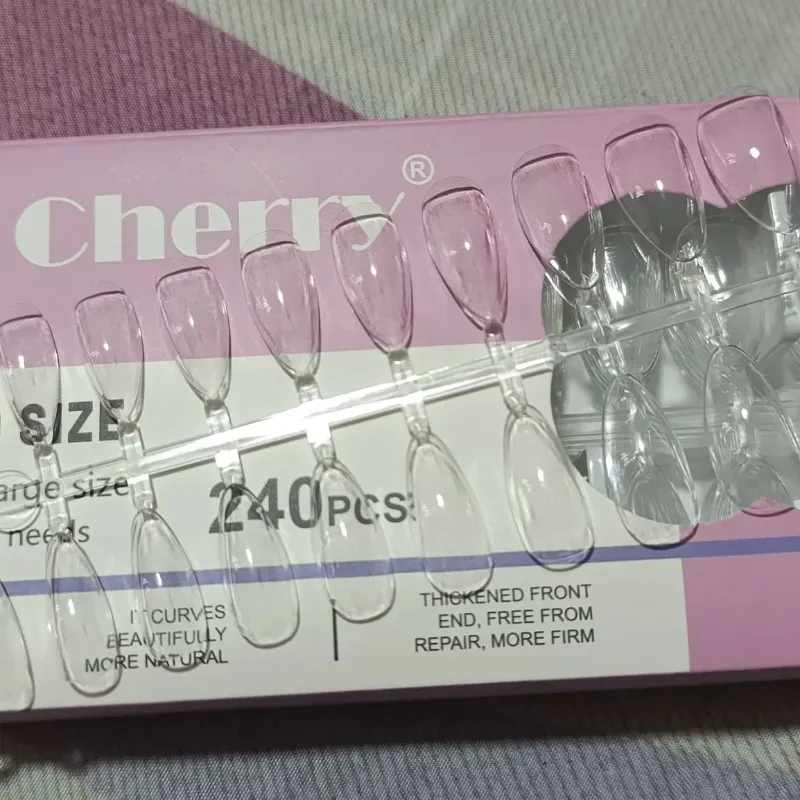 Cherry®
SIZE
arge size
needs
240PCS
IT CURVES
BEAUTIFULLY
MORE NATURAL
THICKENED FRONT
END, FREE FROM
REPAIR, MORE FIRM